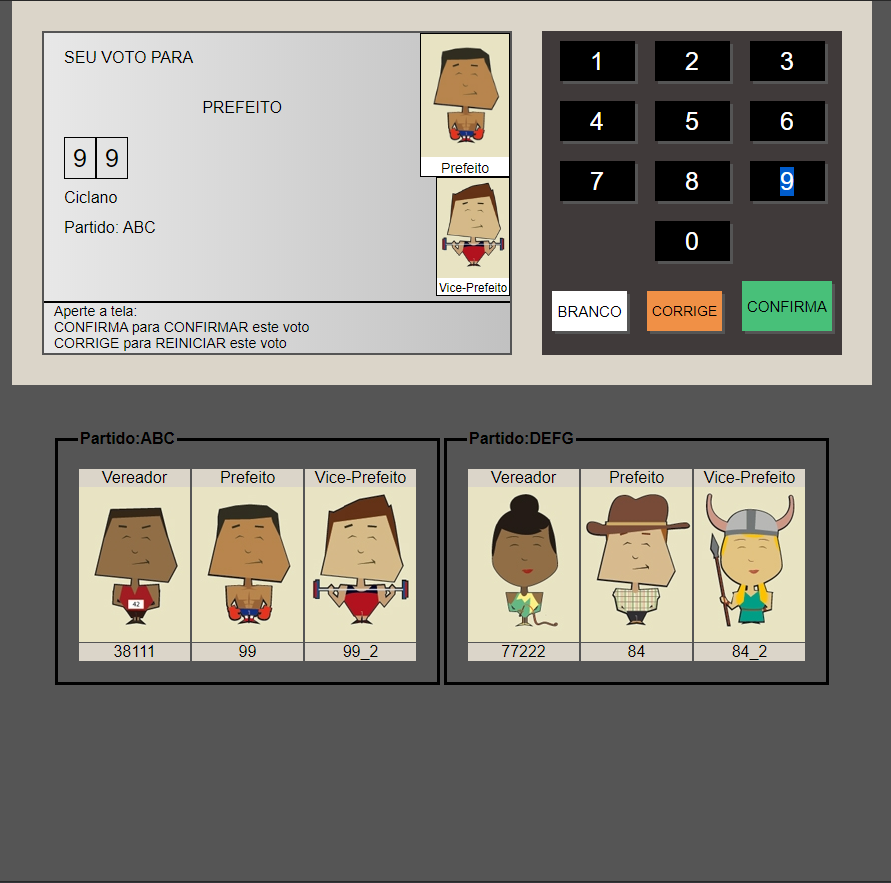 SEU VOTO PARA
PREFEITO
9 9
Ciclano
Partido: ABC
Prefeito
Vice-Prefeito
Aperte a tela:
CONFIRMA para CONFIRMAR este voto
CORRIGE para REINICIAR este voto
1 2 3
4 5 6
7 8 9
0
BRANCO CORRIGE CONFIRMA
Partido:ABC
Vereador Prefeito Vice-Prefeito
42
38111 99 99_2
Partido:DEFG
Vereador Prefeito Vice-Prefeito
77222 84 84_2